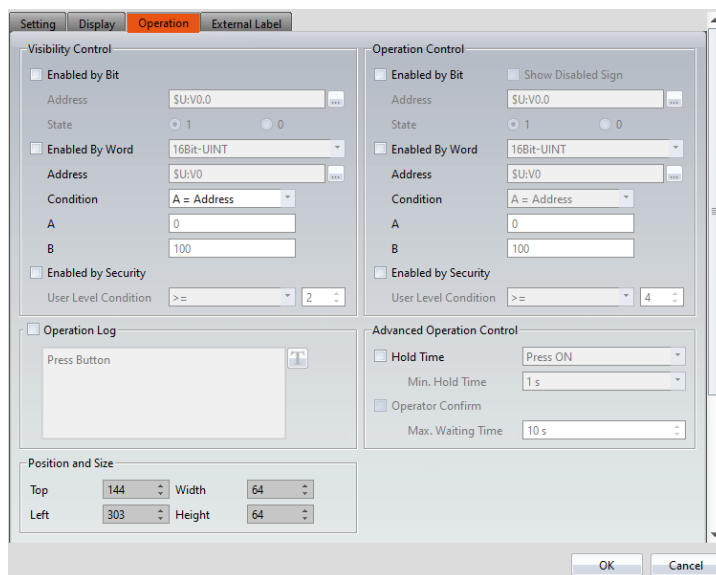 Setting Display Operation External Label
Visibility Control
Enabled by Bit
Address $U:V0.0 ...
State 1 0
Enabled By Word 16Bit-UINT
Address $U:V0 ...
Condition A = Address
A 0
B 100
Enabled by Security
User Level Condition >= 2
Operation Control
Enabled by Bit Show Disabled Sign
Address $U:V0.0 ...
State 1 0
Enabled By Word 16Bit-UINT
Address $U:V0 ...
Condition A = Address
A 0
B 100
Enabled by Security
User Level Condition >= 4
Operation Log
Press Button
T
Advanced Operation Control
Hold Time Press ON
Min. Hold Time 1 s
Operator Confirm
Max. Waiting Time 10 s
Position and Size
Top 144 Width 64
Left 303 Height 64
OK Cancel